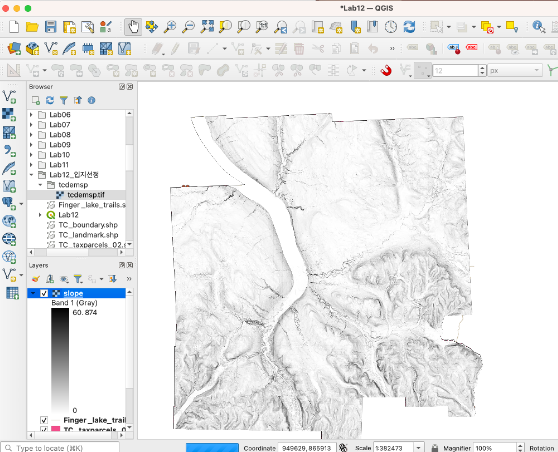 *Lab12 — QGIS
12
px
Browser
Lab06
Lab07
Lab08
Lab09
Lab10
Lab11
Lab12_입지선정
tcdemsp
tcdemsp.tif
Finger_lake_trails.s
Lab12
TC_boundary.shp
TC_landmark.shp
TC_taxparcels_02.s
Layers
slope
Band 1 (Gray)
60.874
0
Finger_lake_trail
TC_taxparcels_0
Type to locate (⌘K)
Coordinate
949629, 865913
Scale
1:382473
Magnifier
100%
Rotation